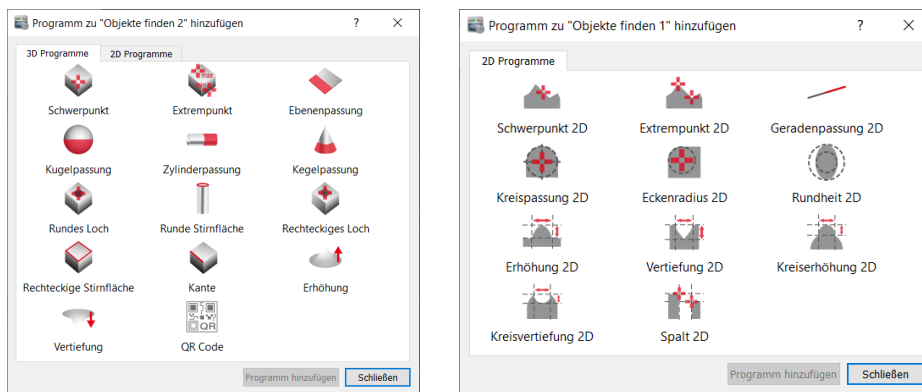 Programm zu "Objekte finden 2" hinzufügen
3D Programme 2D Programme
max
Schwerpunkt Extrempunkt Ebenenpassung
Kugelpassung Zylinderpassung Kegelpassung
Rundes Loch Runde Stirnfläche Rechteckiges Loch
Rechteckige Stirnfläche Kante Erhöhung
QR
Vertiefung QR Code
Programm hinzufügen Schließen
Programm zu "Objekte finden 1" hinzufügen
2D Programme
Schwerpunkt 2D Extrempunkt 2D Geradenpassung 2D
Kreispassung 2D Eckenradius 2D Rundheit 2D
Erhöhung 2D Vertiefung 2D Kreiserhöhung 2D
Kreisvertiefung 2D Spalt 2D
Programm hinzufügen Schließen